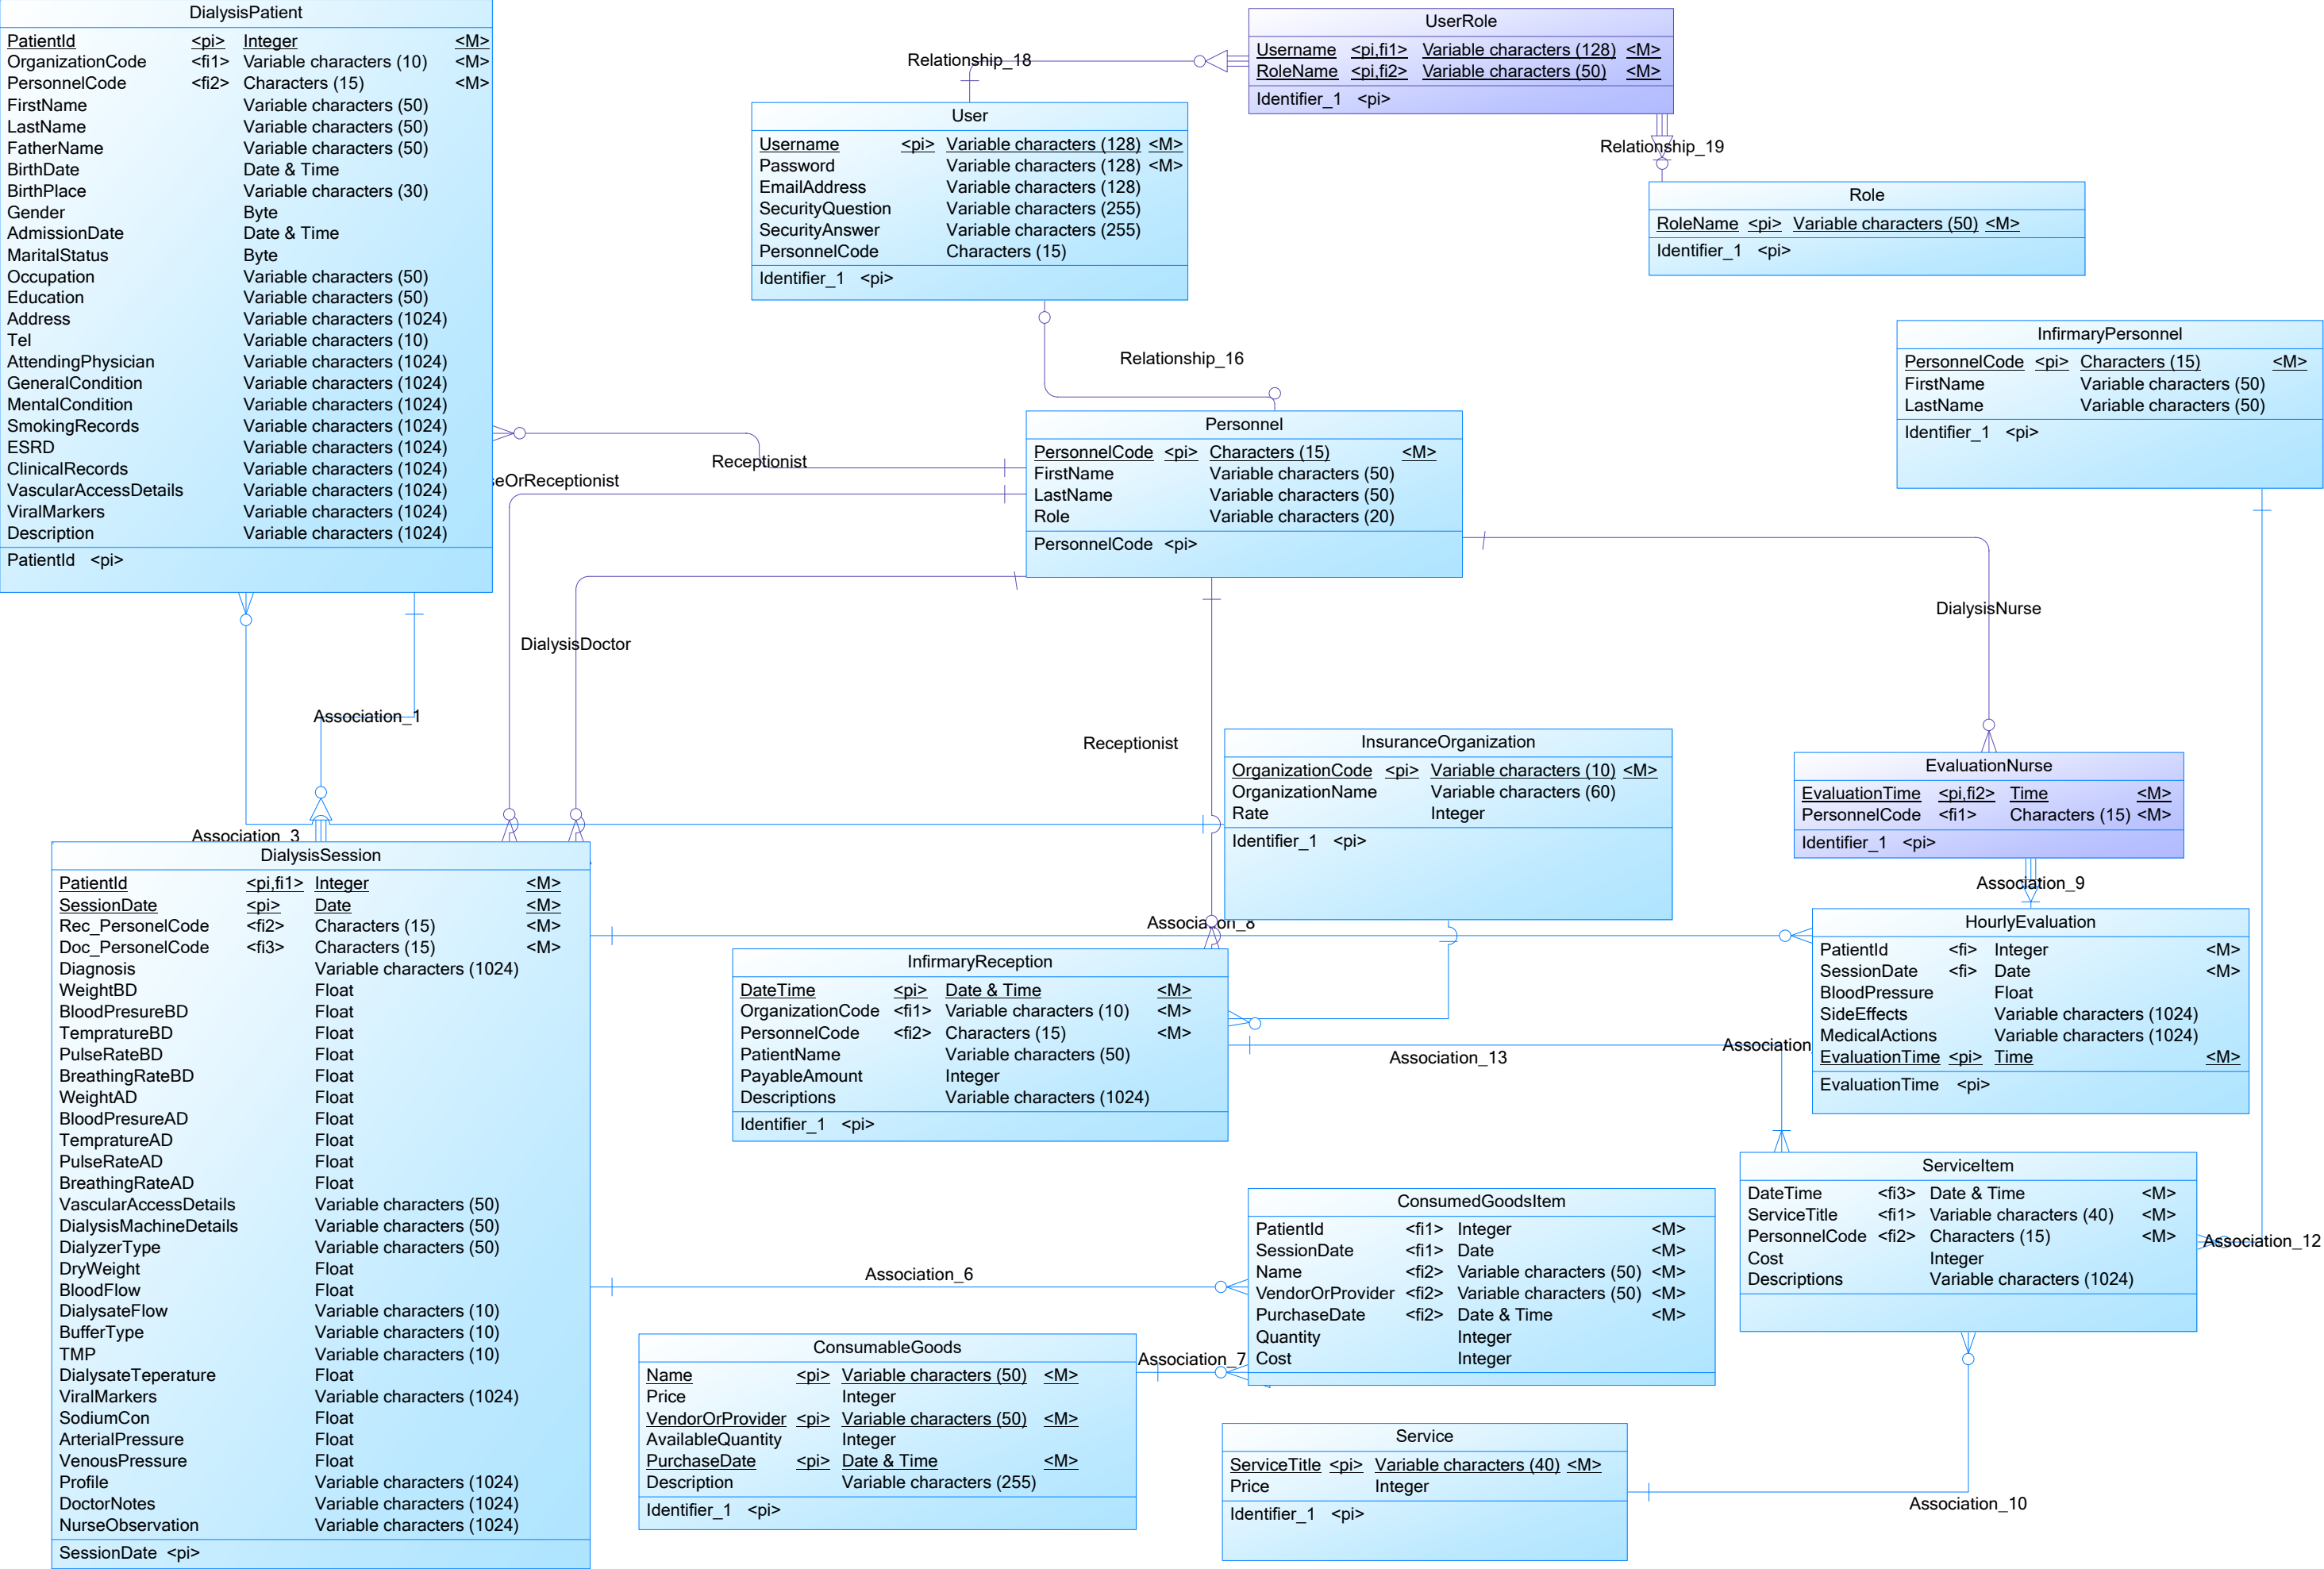 DialysisPatient
PatientId <pi> Integer <M>
OrganizationCode <fi1> Variable characters (10) <M>
PersonnelCode <fi2> Characters (15) <M>
FirstName Variable characters (50)
LastName Variable characters (50)
FatherName Variable characters (50)
BirthDate Date & Time
BirthPlace Variable characters (30)
Gender Byte
AdmissionDate Date & Time
MaritalStatus Byte
Occupation Variable characters (50)
Education Variable characters (50)
Address Variable characters (1024)
Tel Variable characters (10)
AttendingPhysician Variable characters (1024)
GeneralCondition Variable characters (1024)
MentalCondition Variable characters (1024)
SmokingRecords Variable characters (1024)
ESRD Variable characters (1024)
ClinicalRecords Variable characters (1024)
VascularAccessDetails Variable characters (1024)
ViralMarkers Variable characters (1024)
Description Variable characters (1024)
PatientId <pi>
UserRole
Username <pi,fi1> Variable characters (128) <M>
RoleName <pi,fi2> Variable characters (50) <M>
Identifier_1 <pi>
Relationship_18
User
Username <pi> Variable characters (128) <M>
Password Variable characters (128) <M>
EmailAddress Variable characters (128)
SecurityQuestion Variable characters (255)
SecurityAnswer Variable characters (255)
PersonnelCode Characters (15)
Identifier_1 <pi>
Relationship_19
Role
RoleName <pi> Variable characters (50) <M>
Identifier_1 <pi>
Relationship_16
InfirmaryPersonnel
PersonnelCode <pi> Characters (15) <M>
FirstName Variable characters (50)
LastName Variable characters (50)
Identifier_1 <pi>
Personnel
PersonnelCode <pi> Characters (15) <M>
FirstName Variable characters (50)
LastName Variable characters (50)
Role Variable characters (20)
PersonnelCode <pi>
Receptionist
seOrReceptionist
DialysisDoctor
DialysisNurse
Association_1
Receptionist
Association_3
InsuranceOrganization
OrganizationCode <pi> Variable characters (10) <M>
OrganizationName Variable characters (60)
Rate Integer
Identifier_1 <pi>
EvaluationNurse
EvaluationTime <pi,fi2> Time <M>
PersonnelCode <fi1> Characters (15) <M>
Identifier_1 <pi>
Association_9
Association_8
DialysisSession
PatientId <pi,fi1> Integer <M>
SessionDate <pi> Date <M>
Rec_PersonelCode <fi2> Characters (15) <M>
Doc_PersonelCode <fi3> Characters (15) <M>
Diagnosis Variable characters (1024)
WeightBD Float
BloodPresureBD Float
TempratureBD Float
PulseRateBD Float
BreathingRateBD Float
WeightAD Float
BloodPresureAD Float
TempratureAD Float
PulseRateAD Float
BreathingRateAD Float
VascularAccessDetails Variable characters (50)
DialysisMachineDetails Variable characters (50)
DialyzerType Variable characters (50)
DryWeight Float
BloodFlow Float
DialysateFlow Variable characters (10)
BufferType Variable characters (10)
TMP Variable characters (10)
DialysateTeperature Float
ViralMarkers Variable characters (1024)
SodiumCon Float
ArterialPressure Float
VenousPressure Float
Profile Variable characters (1024)
DoctorNotes Variable characters (1024)
NurseObservation Variable characters (1024)
SessionDate <pi>
InfirmaryReception
DateTime <pi> Date & Time <M>
OrganizationCode <fi1> Variable characters (10) <M>
PersonnelCode <fi2> Characters (15) <M>
PatientName Variable characters (50)
PayableAmount Integer
Descriptions Variable characters (1024)
Identifier_1 <pi>
HourlyEvaluation
PatientId <fi> Integer <M>
SessionDate <fi> Date <M>
BloodPressure Float
SideEffects Variable characters (1024)
MedicalActions Variable characters (1024)
EvaluationTime <pi> Time <M>
EvaluationTime <pi>
Association_13
Association
ServiceItem
DateTime <fi3> Date & Time <M>
ServiceTitle <fi1> Variable characters (40) <M>
PersonnelCode <fi2> Characters (15) <M>
Cost Integer
Descriptions Variable characters (1024)
Association_12
Association_6
ConsumedGoodsItem
PatientId <fi1> Integer <M>
SessionDate <fi1> Date <M>
Name <fi2> Variable characters (50) <M>
VendorOrProvider <fi2> Variable characters (50) <M>
PurchaseDate <fi2> Date & Time <M>
Quantity Integer
Cost Integer
Association_7
ConsumableGoods
Name <pi> Variable characters (50) <M>
Price Integer
VendorOrProvider <pi> Variable characters (50) <M>
AvailableQuantity Integer
PurchaseDate <pi> Date & Time <M>
Description Variable characters (255)
Identifier_1 <pi>
Service
ServiceTitle <pi> Variable characters (40) <M>
Price Integer
Identifier_1 <pi>
Association_10